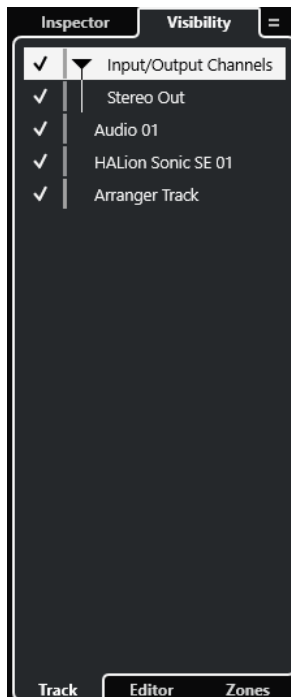 Inspector Visibility
Input/Output Channels
Stereo Out
Audio 01
HALion Sonic SE 01
Arranger Track
Track Editor Zones